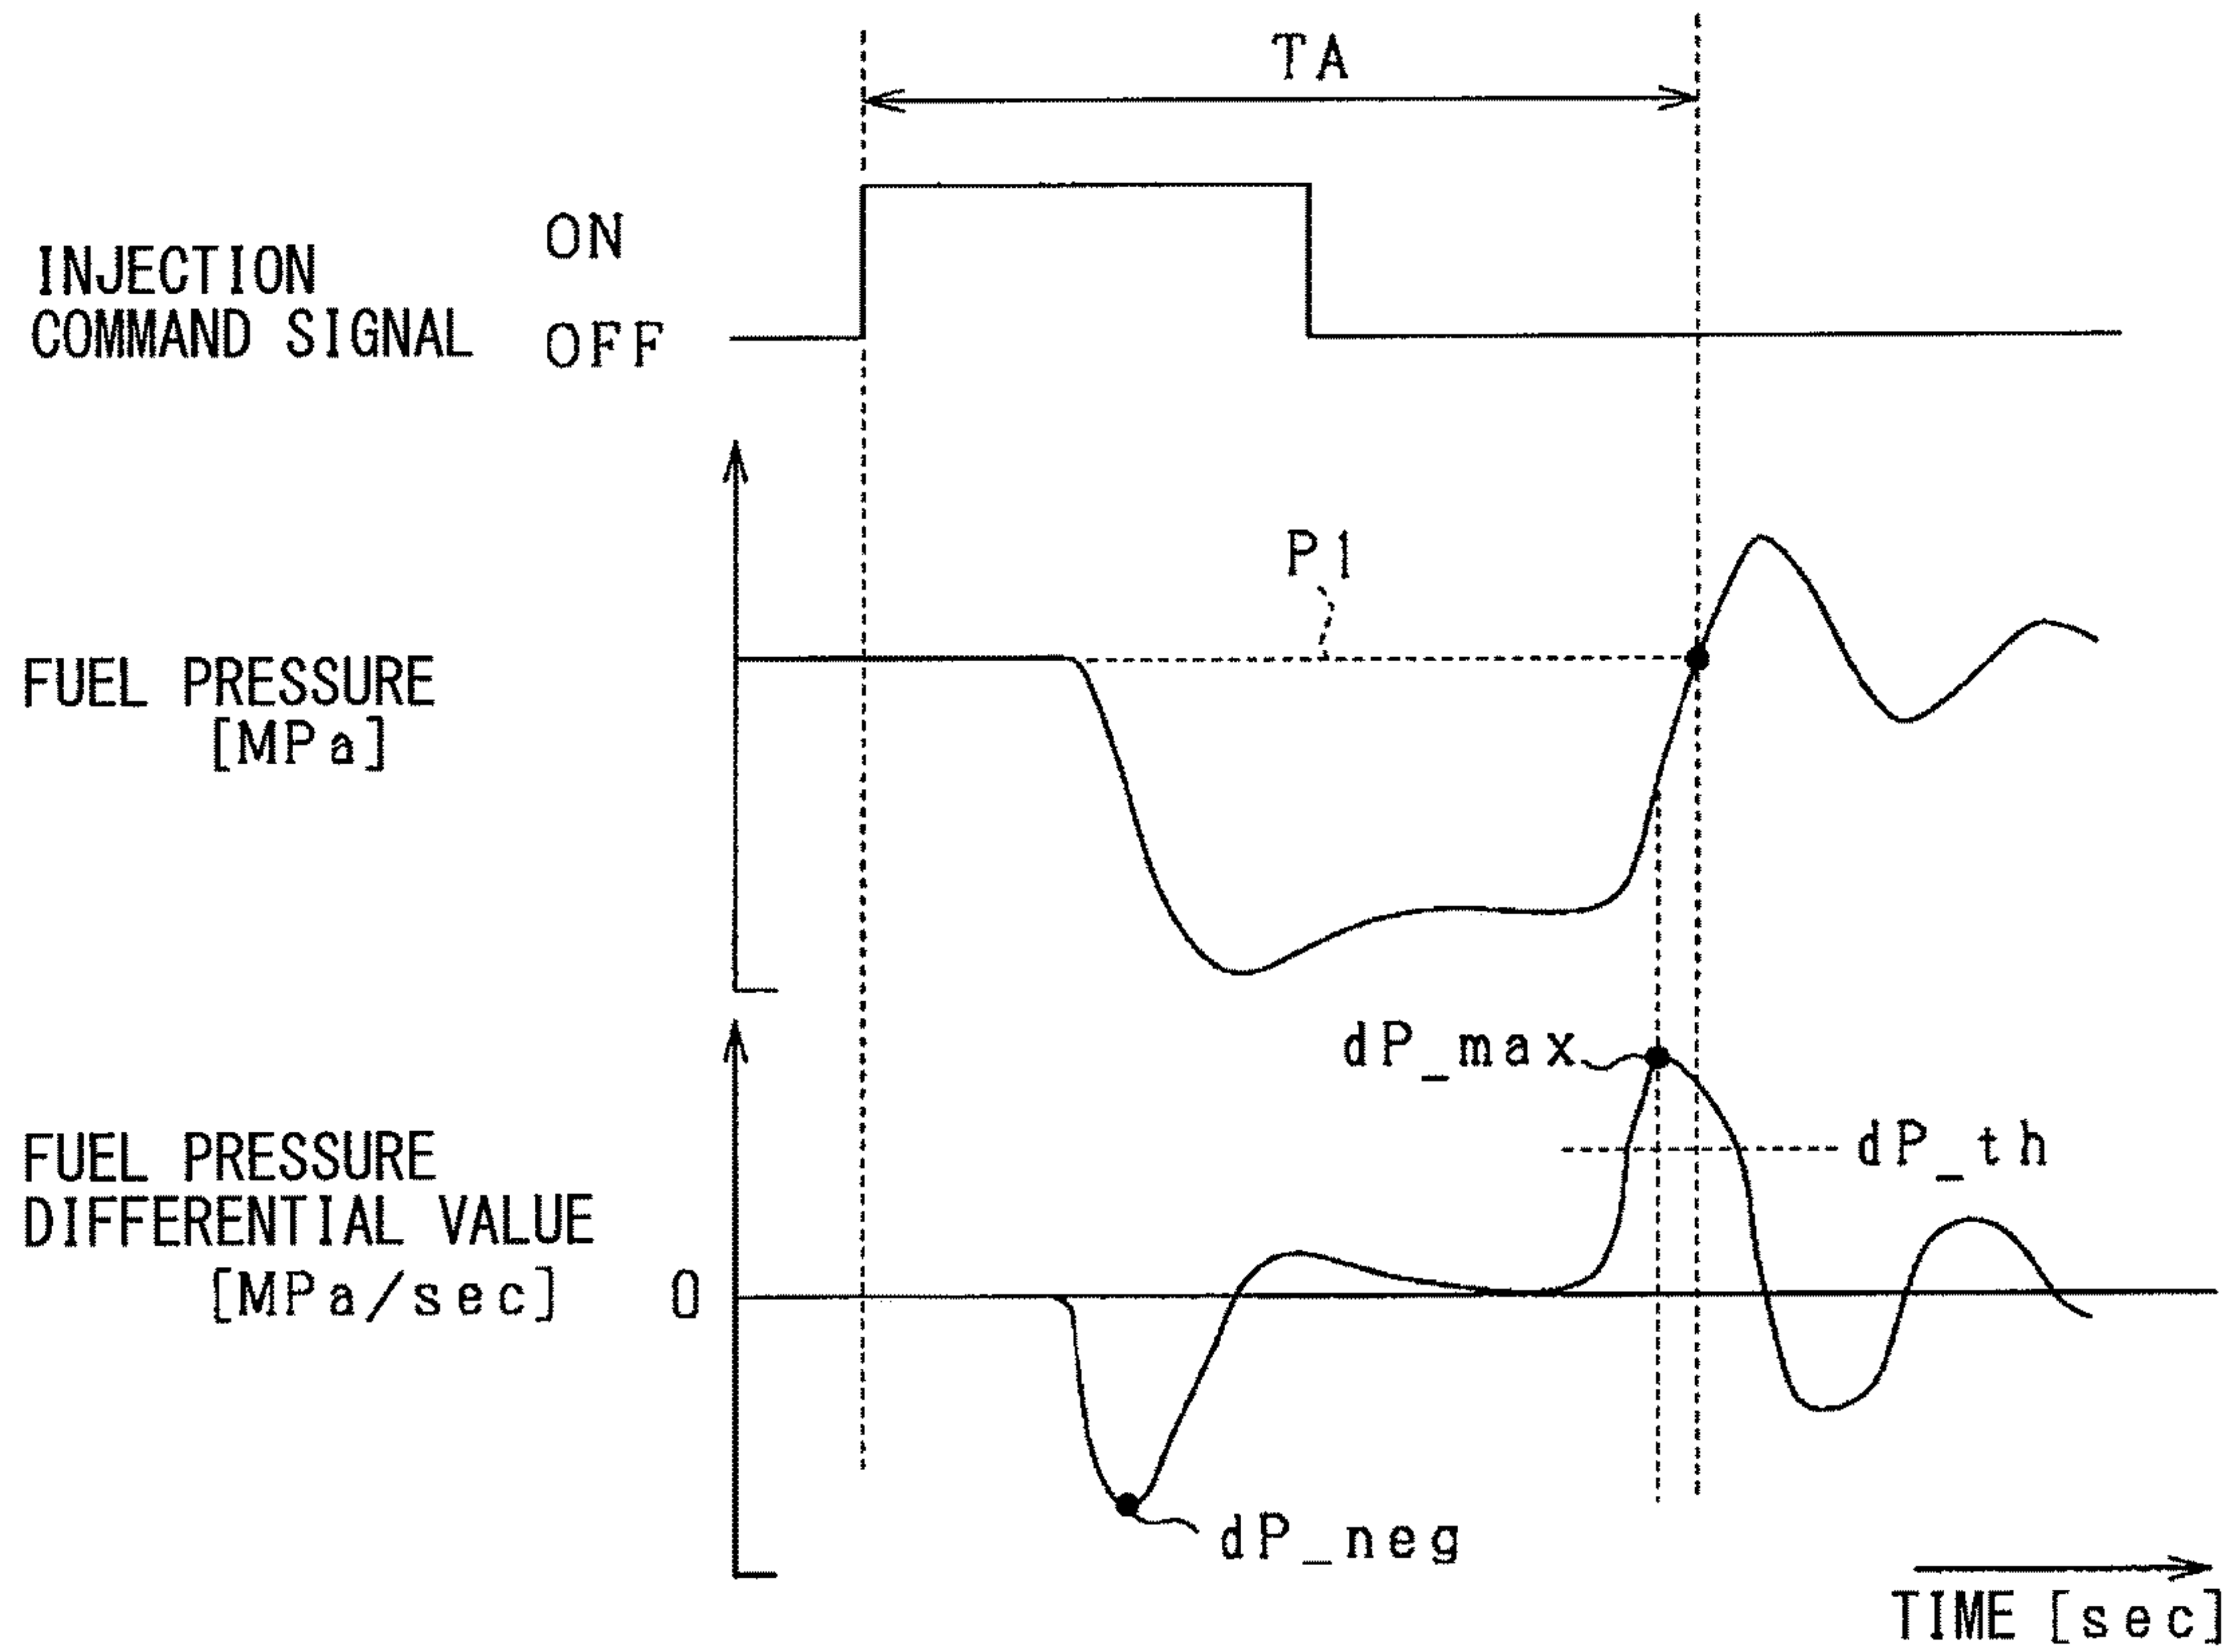 TA
ON
INJECTION
COMMAND SIGNAL
OFF
P1
FUEL PRESSURE
[MPa]
dP_max
dP_th
FUEL PRESSURE
DIFFERENTIAL VALUE
[MPa/sec]
0
dP_neg
TIME [sec]